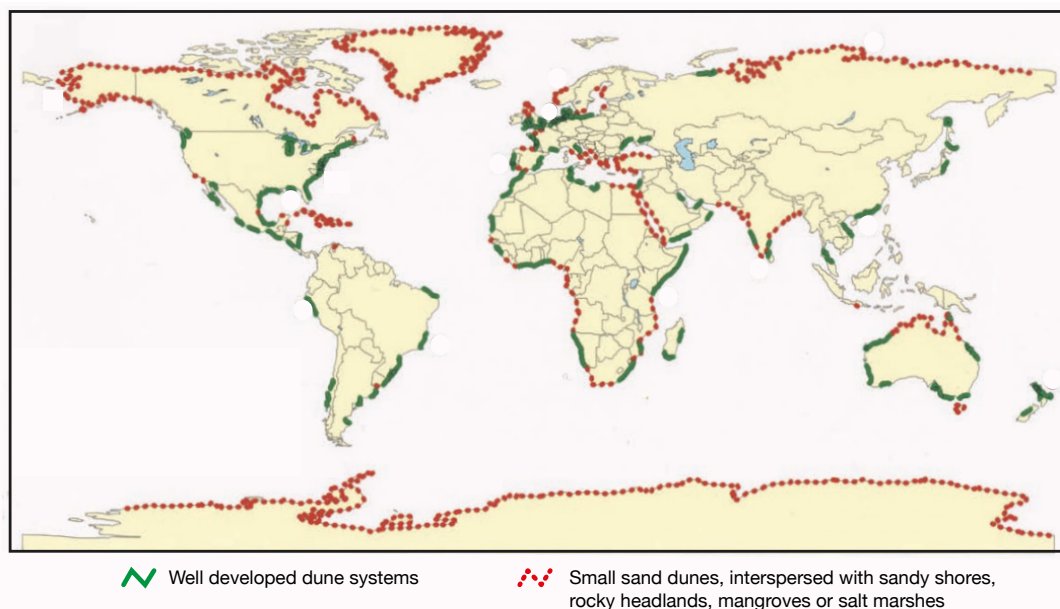 Well developed dune systems
Small sand dunes, interspersed with sandy shores,
rocky headlands, mangroves or salt marshes